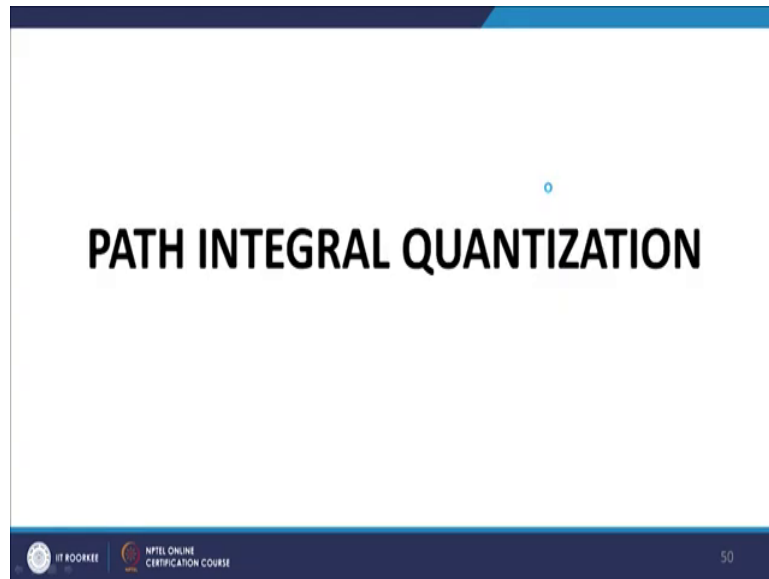 PATH INTEGRAL QUANTIZATION
IIT ROORKEE
NPTEL ONLINE
CERTIFICATION COURSE
50